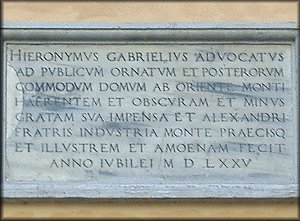 HIERONYMVS GABRIELIVS ADVOCATVS
AD PVBLICVM ORNATVM ET POSTERORVM
COMMODVM DOMVM AB ORIENTE MONTI
HAERENTEM ET OBSCVRAM ET MINVS
GRATAM SVA IMPENSA ET ALEXANDRI
FRATRIS INDVSTRIA MONTE PRAECISO
ET ILLVSTREM ET AMOENAM FECIT
ANNO IVBILEI M D LXXV